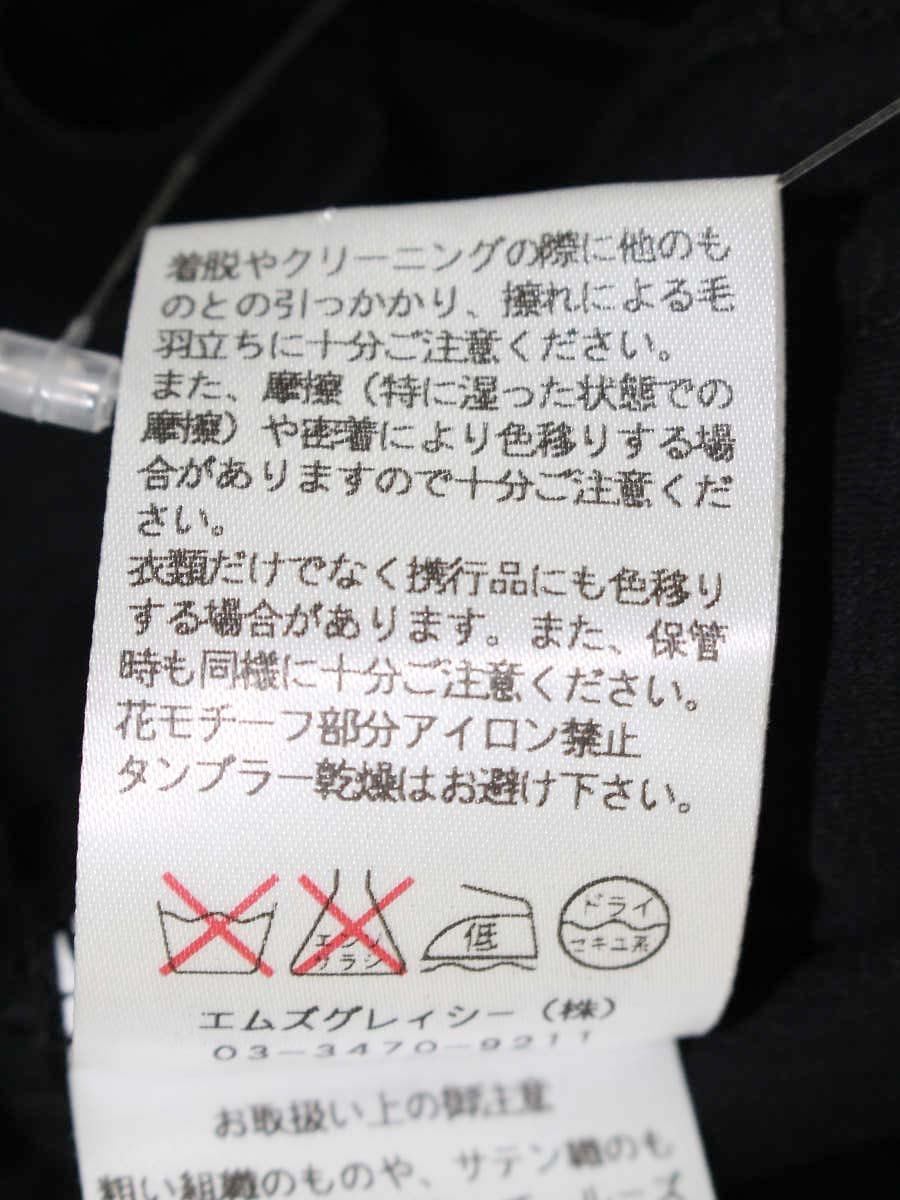 着脱やクリーニングの際に他のも
のとの引っかかり、擦れによる毛
羽立ちに十分ご注意ください。
また、摩擦（特に湿った状態での
摩擦）や密着により色移りする場
合がありますので十分ご注意くだ
さい。
衣類だけでなく携行品にも色移り
する場合があります。また、保管
時も同様に十分ご注意ください。
花モチーフ部分アイロン禁止
タンブラー乾燥はお避け下さい。
エンソ
サラシ
低
ドライ
セキユ系
エムズグレイシー（株）
03-3470-9211
お取扱い上の御注意
粗い組織のものや、サテン織のも